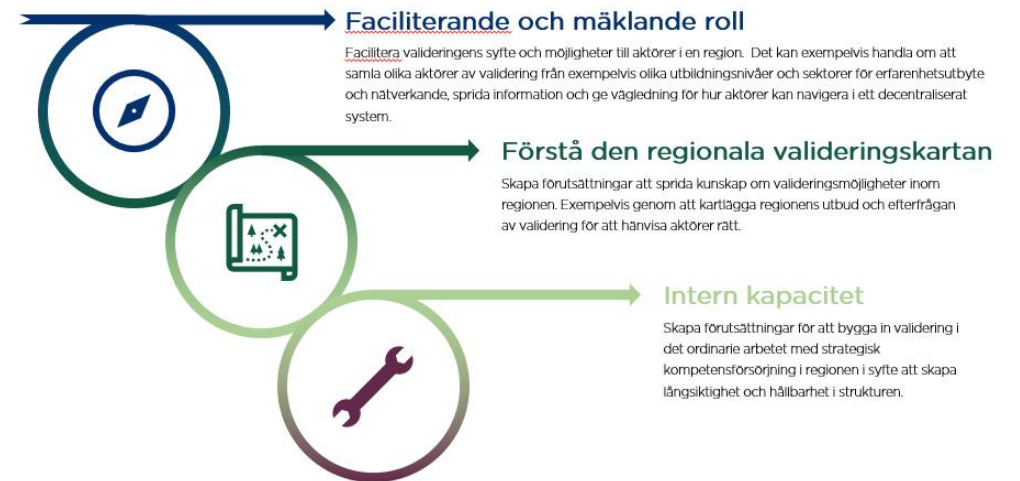 Faciliterande och mäklande roll
Facilitera valideringens syfte och möjligheter till aktörer i en region.  Det kan exempelvis handla om att
samla olika aktörer av validering från exempelvis olika utbildningsnivåer och sektorer för erfarenhetsutbyte
och nätverkande, sprida information och ge vägledning för hur aktörer kan navigera i ett decentraliserat
system.
Förstå den regionala valideringskartan
Skapa förutsättningar att sprida kunskap om valideringsmöjligheter inom
regionen. Exempelvis genom att kartlägga regionens utbud och efterfrågan
av validering för att hänvisa aktörer rätt.
Intern kapacitet
Skapa förutsättningar för att bygga in validering i
det ordinarie arbetet med strategisk
kompetensförsörjning i regionen i syfte att skapa
långsiktighet och hållbarhet i strukturen.